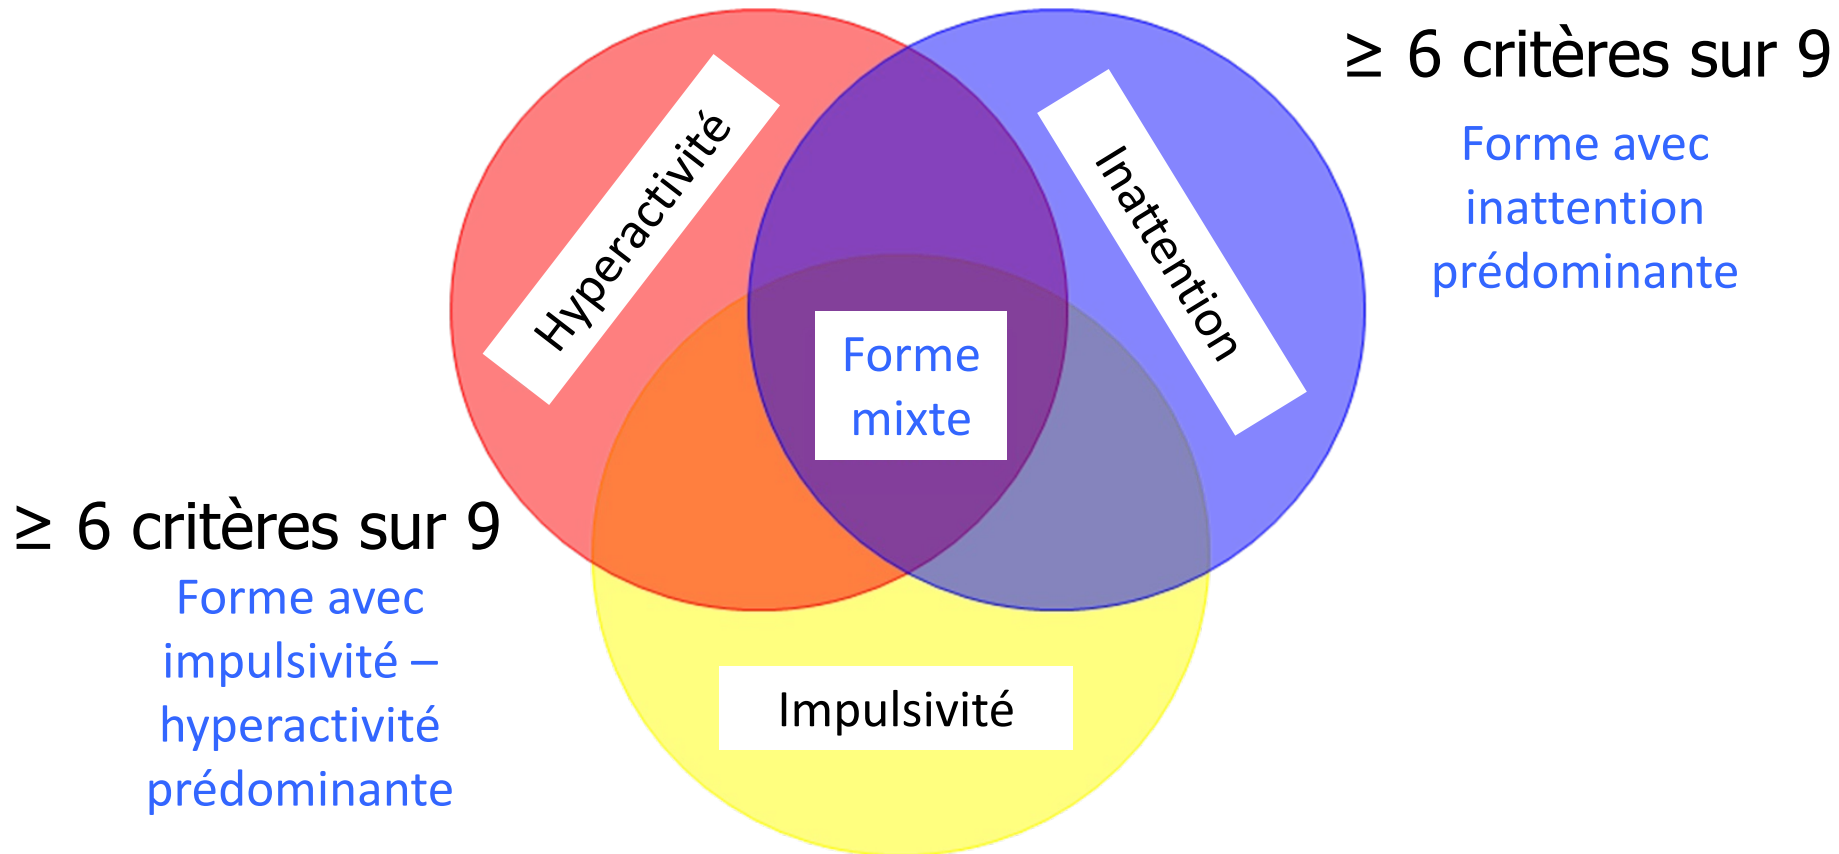 ≥ 6 critères sur 9
Forme avec
inattention
prédominante
Hyperactivité
Inattention
Forme
mixte
≥ 6 critères sur 9
Forme avec
impulsivité –
hyperactivité
prédominante
Impulsivité